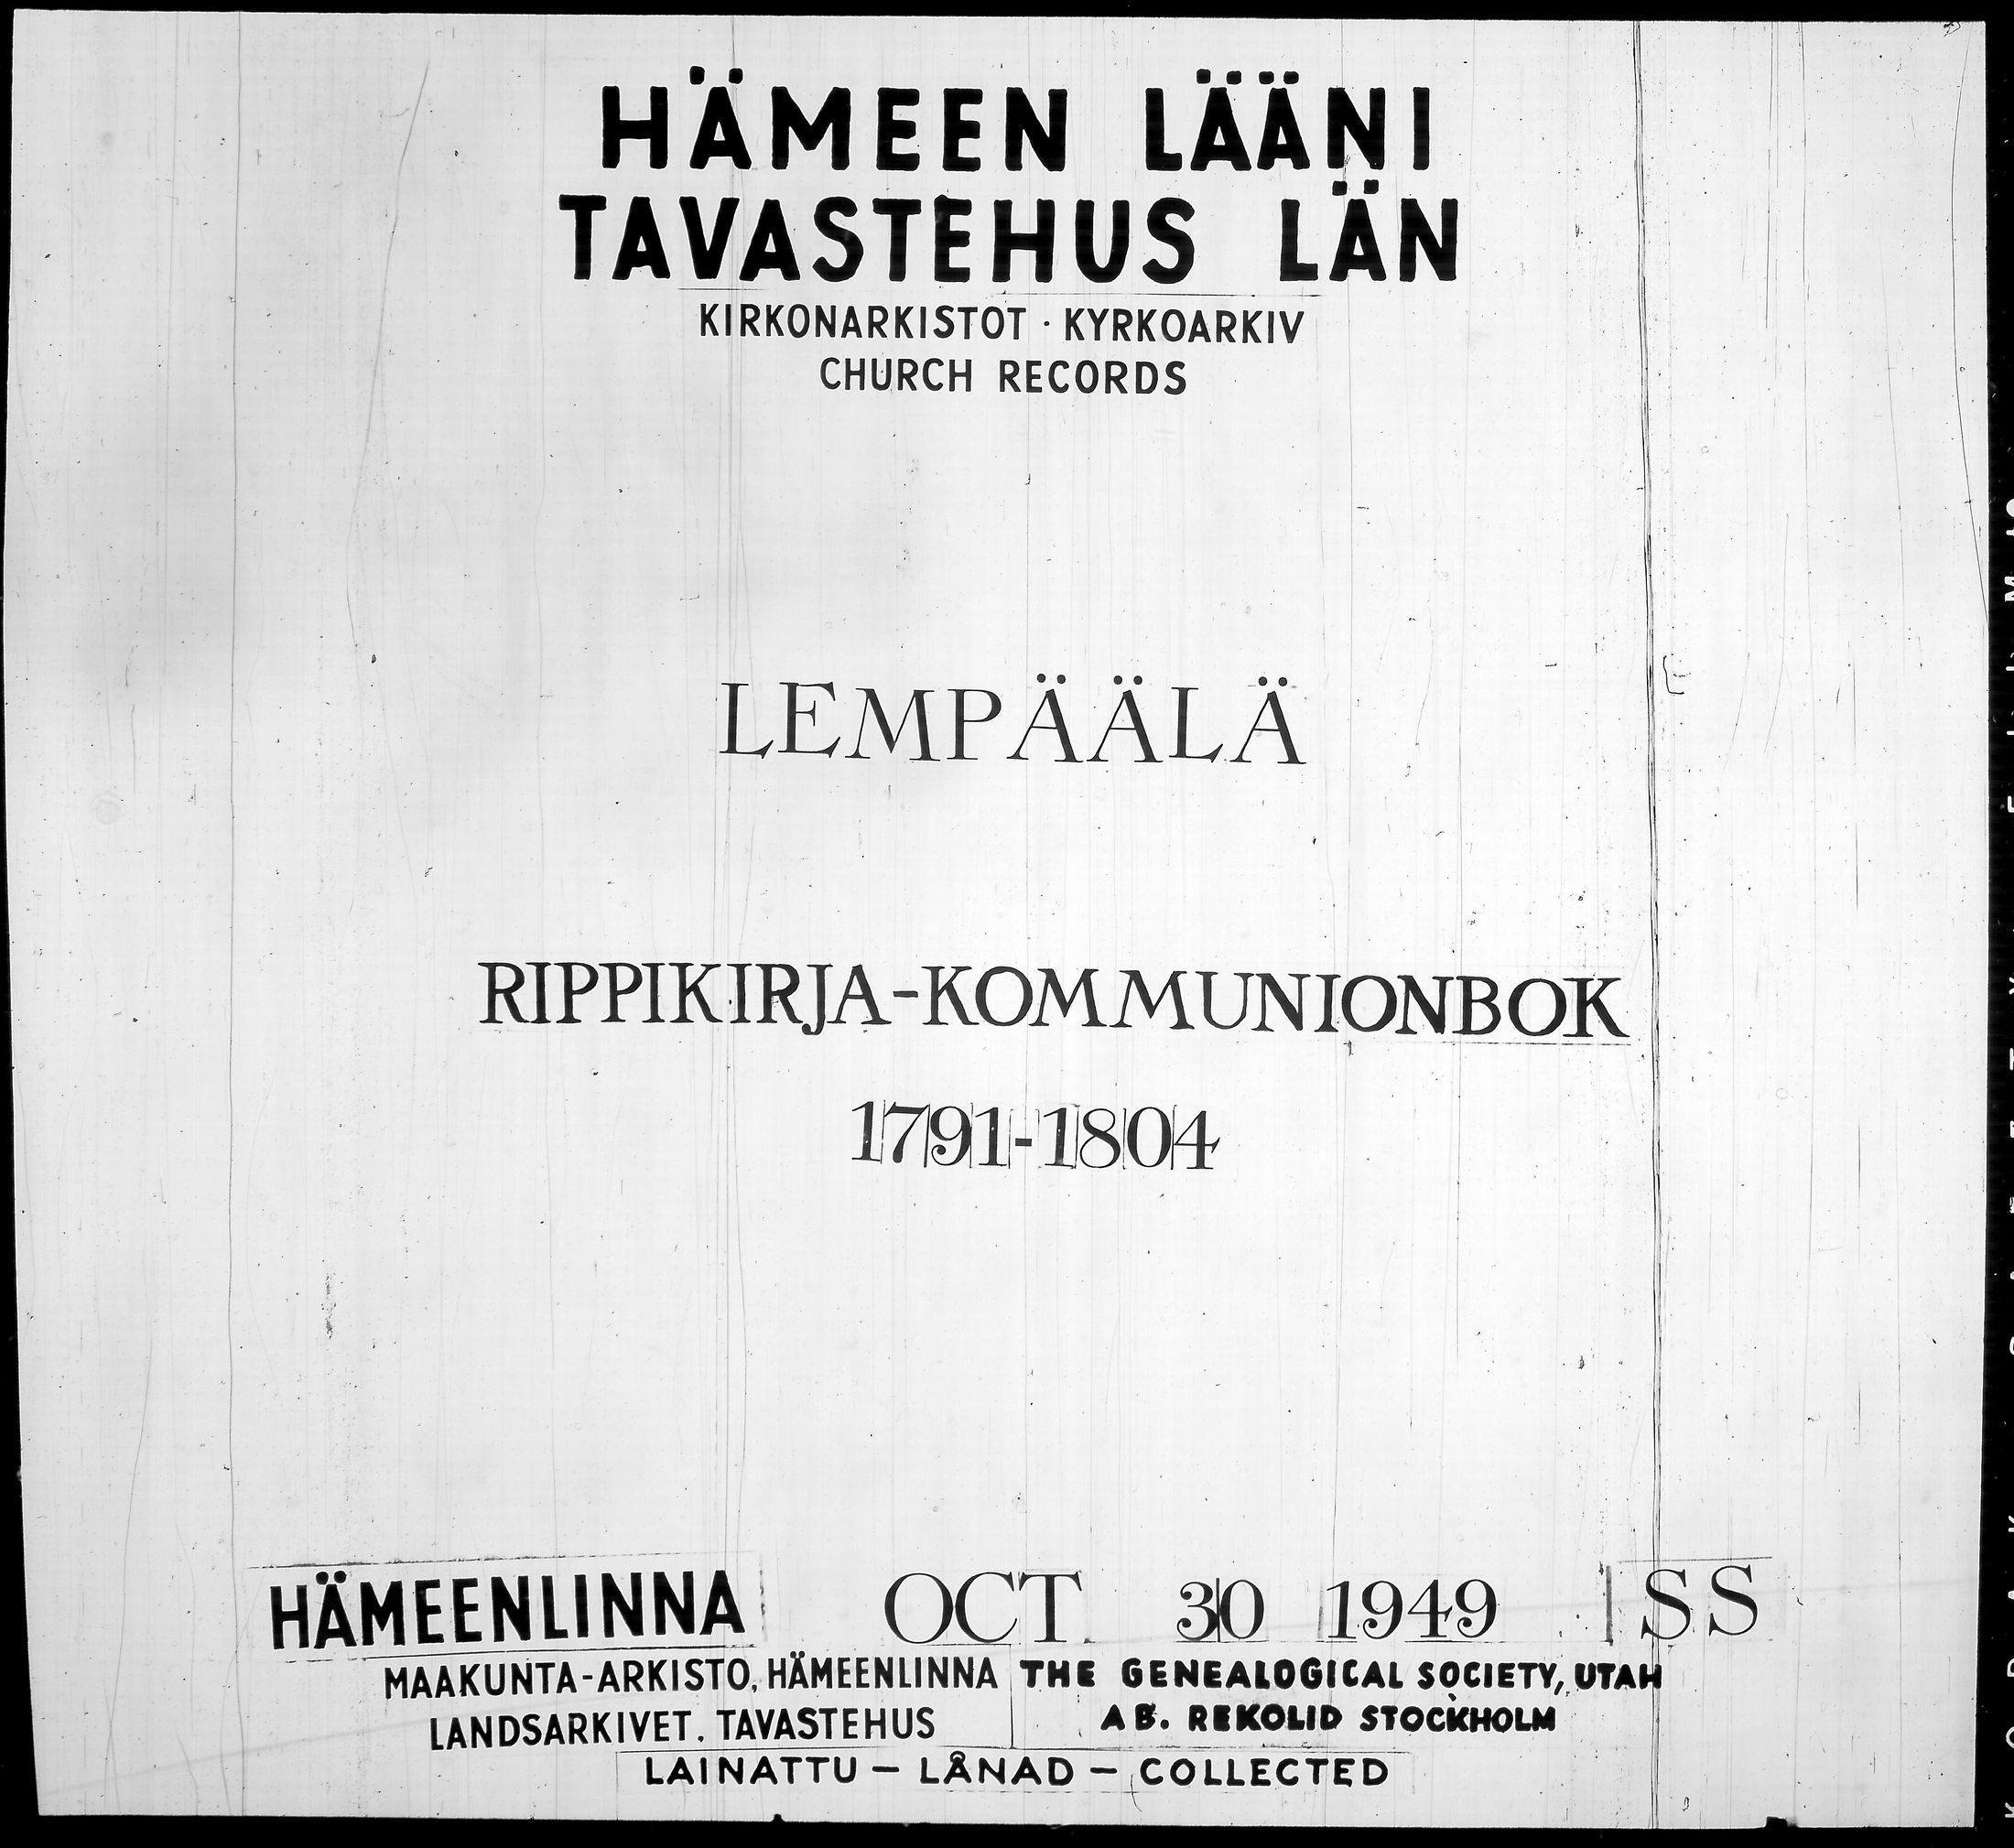 HÄMEEN LÄÄNI
TAVASTEHUS LÄN
KIRKONARKISTOT · KYRKOARKIV
CHURCH RECORDS
LEMPÄÄLÄ
RIPPIKIRJA-KOMMUNIONBOK
1791-1804
HÄMEENLINNA OCT 30 1949 SS
MAAKUNTA-ARKISTO, HÄMEENLINNA
LANDSARKIVET. TAVASTEHUS
THE GENEALOGICAL SOCIETY, UTAH
AB. REKOLID STOCKHOLM
LAINATTU — LÅNAD — COLLECTED